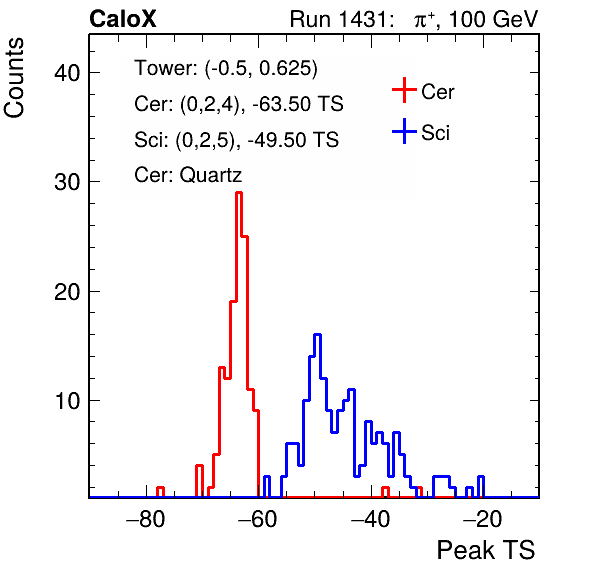 CaloX Run 1431: π⁺, 100 GeV
Counts
Tower: (-0.5, 0.625)
Cer: (0,2,4), -63.50 TS
Sci: (0,2,5), -49.50 TS
Cer: Quartz
Cer
Sci
40
30
20
10
−80 −60 −40 −20
Peak TS